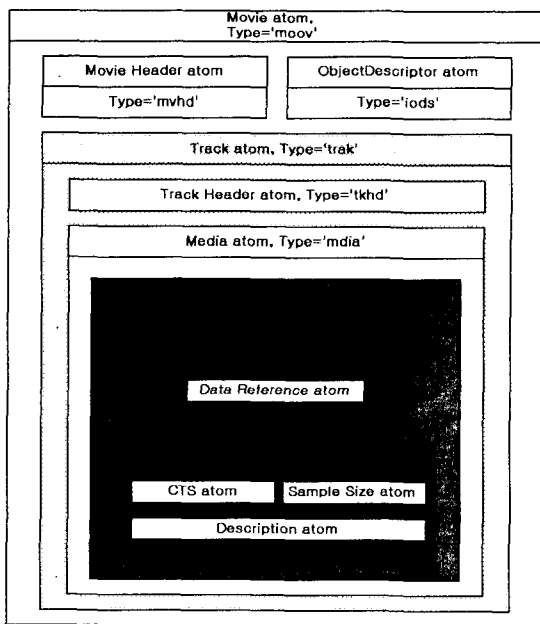 Movie atom,
Type='moov'
Movie Header atom
Type='mvhd'
ObjectDescriptor atom
Type='iods'
Track atom, Type='trak'
Track Header atom, Type='tkhd'
Media atom, Type='mdia'
Data Reference atom
CTS atom
Sample Size atom
Description atom